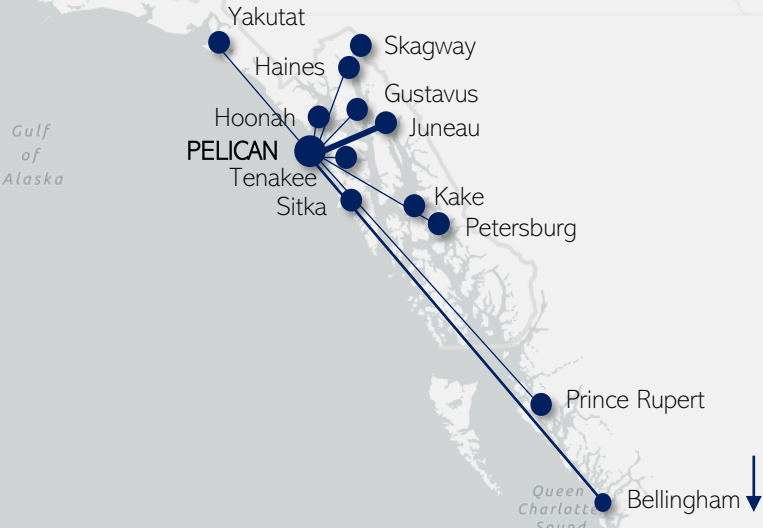 Yakutat
Skagway
Haines
Gustavus
Hoonah
Juneau
Gulf
of
Alaska
PELICAN
Tenakee
Sitka
Kake
Petersburg
Prince Rupert
Bellingham
Queen
Charlotte
Sound